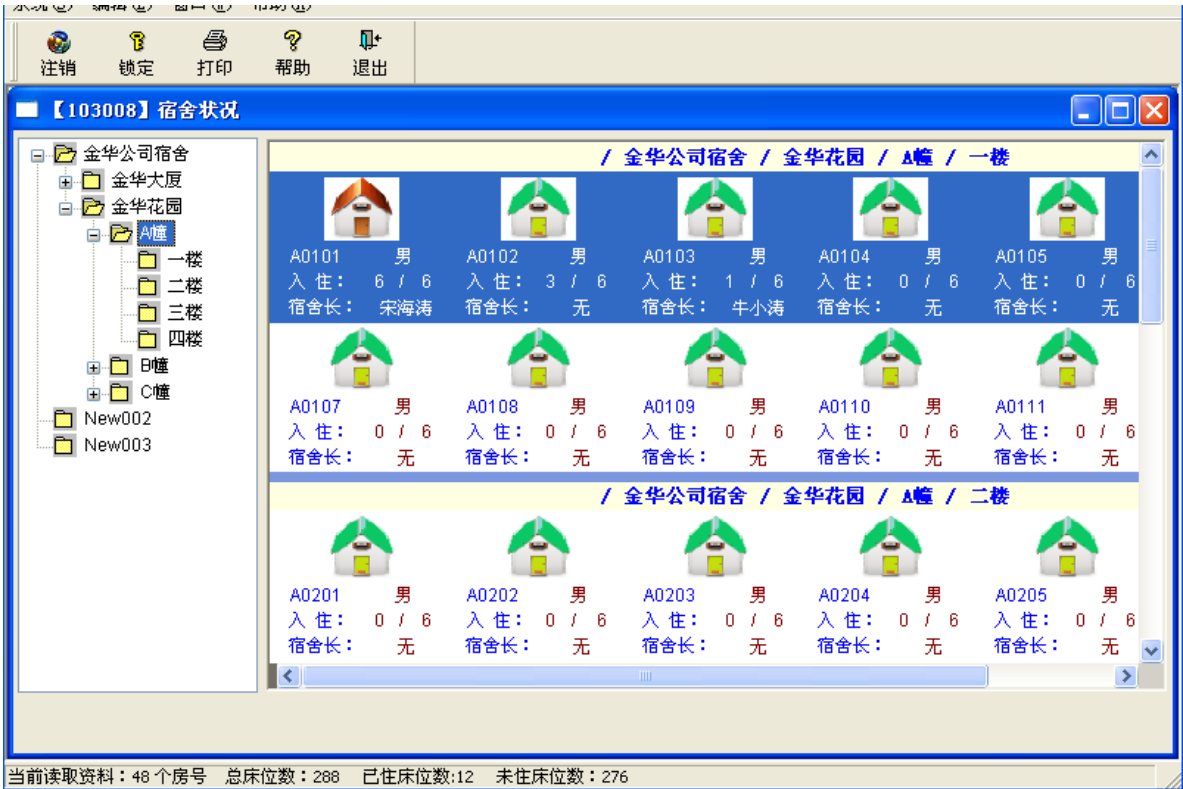 系统(S) 编辑(E) 窗口(W) 帮助(H)
注销 锁定 打印 帮助 退出
【103008】宿舍状况
金华公司宿舍
金华大厦
金华花园
A幢
一楼
二楼
三楼
四楼
B幢
C幢
New002
New003
/ 金华公司宿舍 / 金华花园 / A幢 / 一楼
A0101 男 A0102 男 A0103 男 A0104 男 A0105 男
入 住： 6 / 6 入 住： 3 / 6 入 住： 1 / 6 入 住： 0 / 6 入 住： 0 / 6
宿舍长： 宋海涛 宿舍长： 无 宿舍长： 牛小涛 宿舍长： 无 宿舍长： 无
A0107 男 A0108 男 A0109 男 A0110 男 A0111 男
入 住： 0 / 6 入 住： 0 / 6 入 住： 0 / 6 入 住： 0 / 6 入 住： 0 / 6
宿舍长： 无 宿舍长： 无 宿舍长： 无 宿舍长： 无 宿舍长： 无
/ 金华公司宿舍 / 金华花园 / A幢 / 二楼
A0201 男 A0202 男 A0203 男 A0204 男 A0205 男
入 住： 0 / 6 入 住： 0 / 6 入 住： 0 / 6 入 住： 0 / 6 入 住： 0 / 6
宿舍长： 无 宿舍长： 无 宿舍长： 无 宿舍长： 无 宿舍长： 无
当前读取资料：48 个房号 总床位数：288 已住床位数:12 未住床位数：276